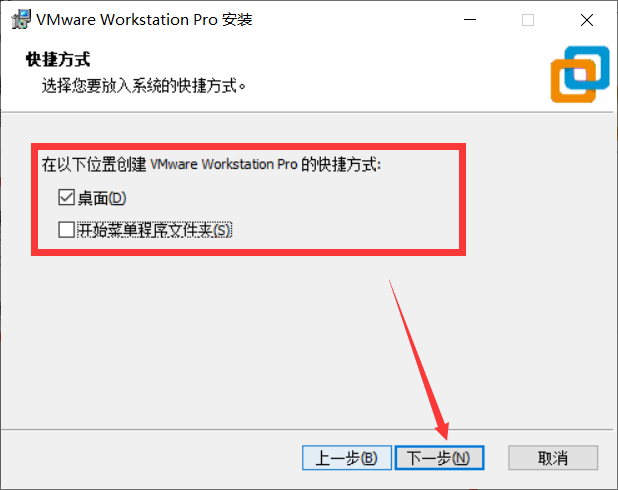 VMware Workstation Pro 安装
快捷方式
选择您要放入系统的快捷方式。
在以下位置创建 VMware Workstation Pro 的快捷方式:
桌面(D)
开始菜单程序文件夹(S)
上一步(B) 下一步(N) 取消